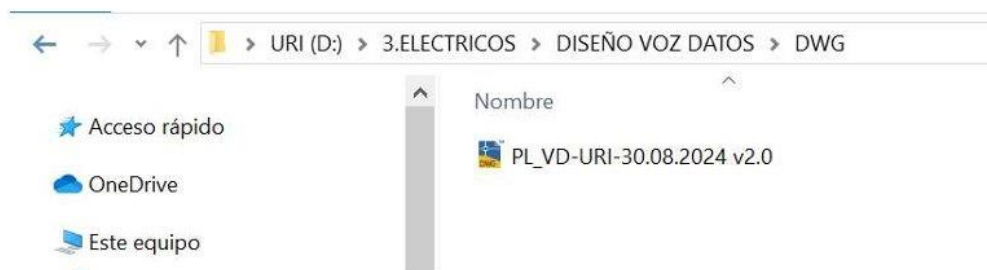 URI (D:) > 3.ELECTRICOS > DISEÑO VOZ DATOS > DWG
Nombre
Acceso rápido
PL_VD-URI-30.08.2024 v2.0
OneDrive
Este equipo